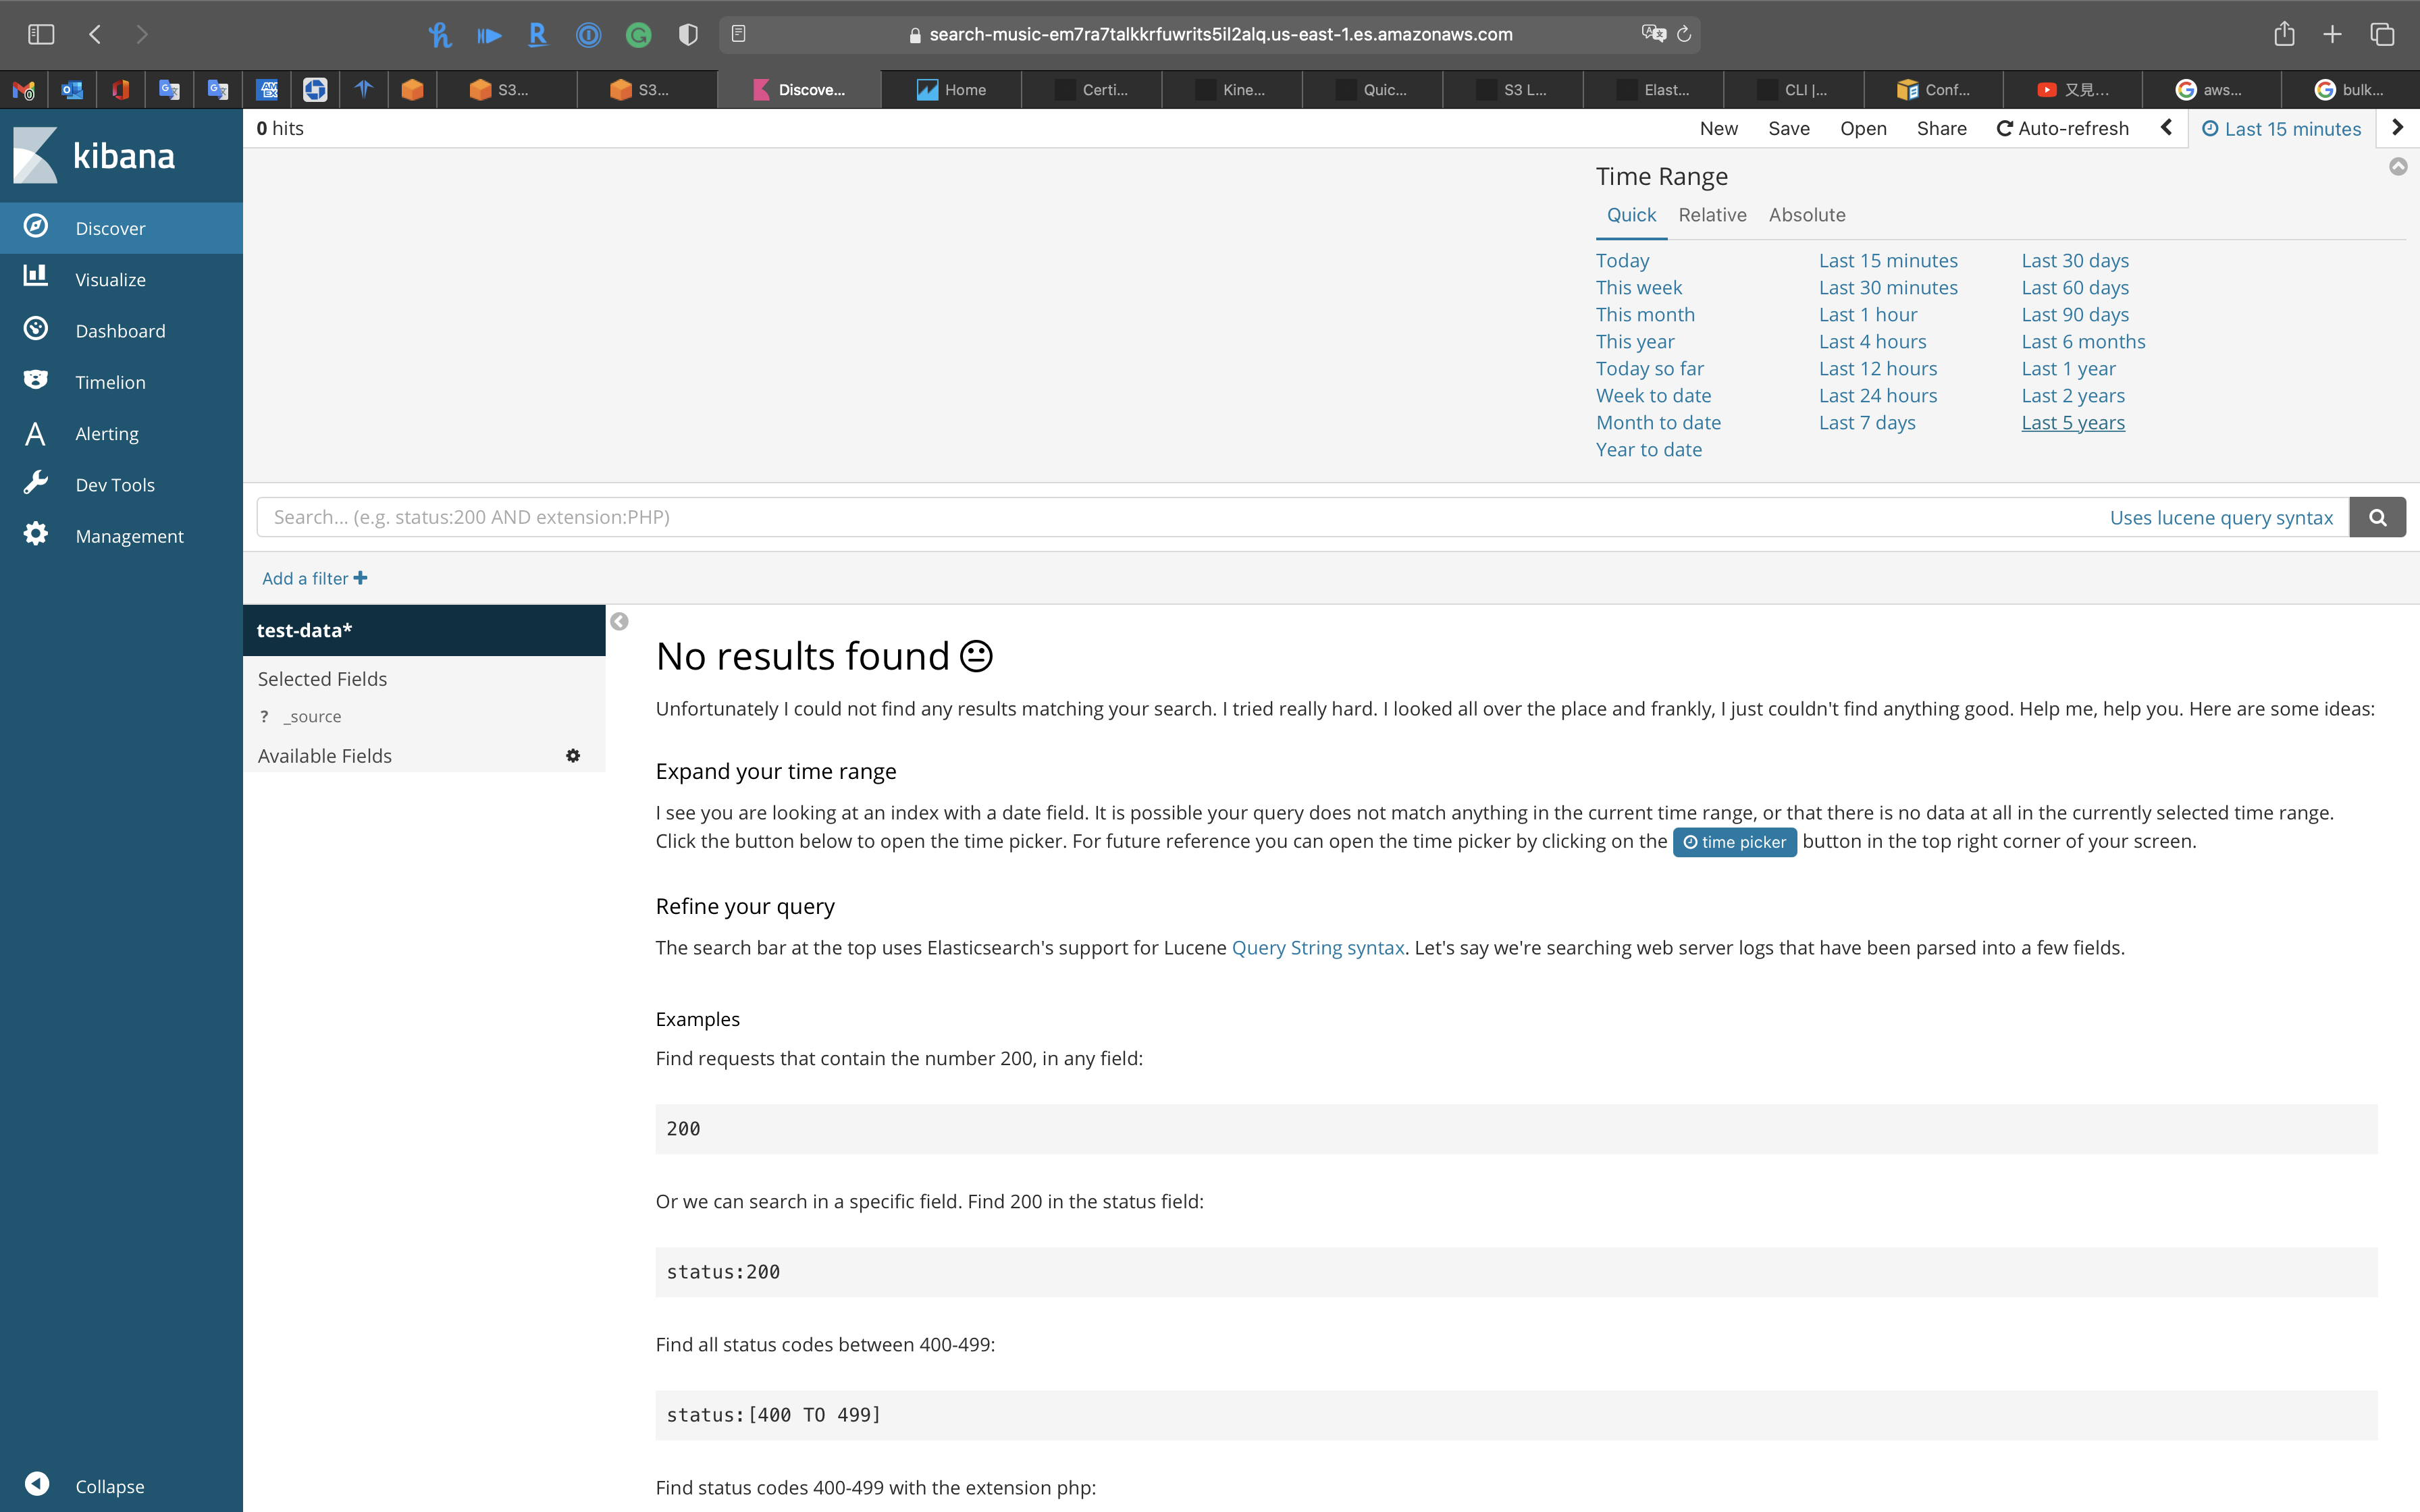 search-music-em7ra7talkkrfuwrits5il2alq.us-east-1.es.amazonaws.com
S3...
S3...
Discove...
Home
Certi...
Kine...
Quic...
S3 L...
Elast...
CLI |...
Conf...
又見...
aws...
bulk...
kibana
0 hits
New Save Open Share Auto-refresh Last 15 minutes
Discover
Visualize
Dashboard
Timelion
Alerting
Dev Tools
Management
Collapse
Time Range
Quick Relative Absolute
Today Last 15 minutes Last 30 days
This week Last 30 minutes Last 60 days
This month Last 1 hour Last 90 days
This year Last 4 hours Last 6 months
Today so far Last 12 hours Last 1 year
Week to date Last 24 hours Last 2 years
Month to date Last 7 days Last 5 years
Year to date
Search... (e.g. status:200 AND extension:PHP) Uses lucene query syntax
Add a filter +
test-data*
Selected Fields
? _source
Available Fields
No results found
Unfortunately I could not find any results matching your search. I tried really hard. I looked all over the place and frankly, I just couldn't find anything good. Help me, help you. Here are some ideas:
Expand your time range
I see you are looking at an index with a date field. It is possible your query does not match anything in the current time range, or that there is no data at all in the currently selected time range.
Click the button below to open the time picker. For future reference you can open the time picker by clicking on the time picker button in the top right corner of your screen.
Refine your query
The search bar at the top uses Elasticsearch's support for Lucene Query String syntax. Let's say we're searching web server logs that have been parsed into a few fields.
Examples
Find requests that contain the number 200, in any field:
200
Or we can search in a specific field. Find 200 in the status field:
status:200
Find all status codes between 400-499:
status:[400 TO 499]
Find status codes 400-499 with the extension php: